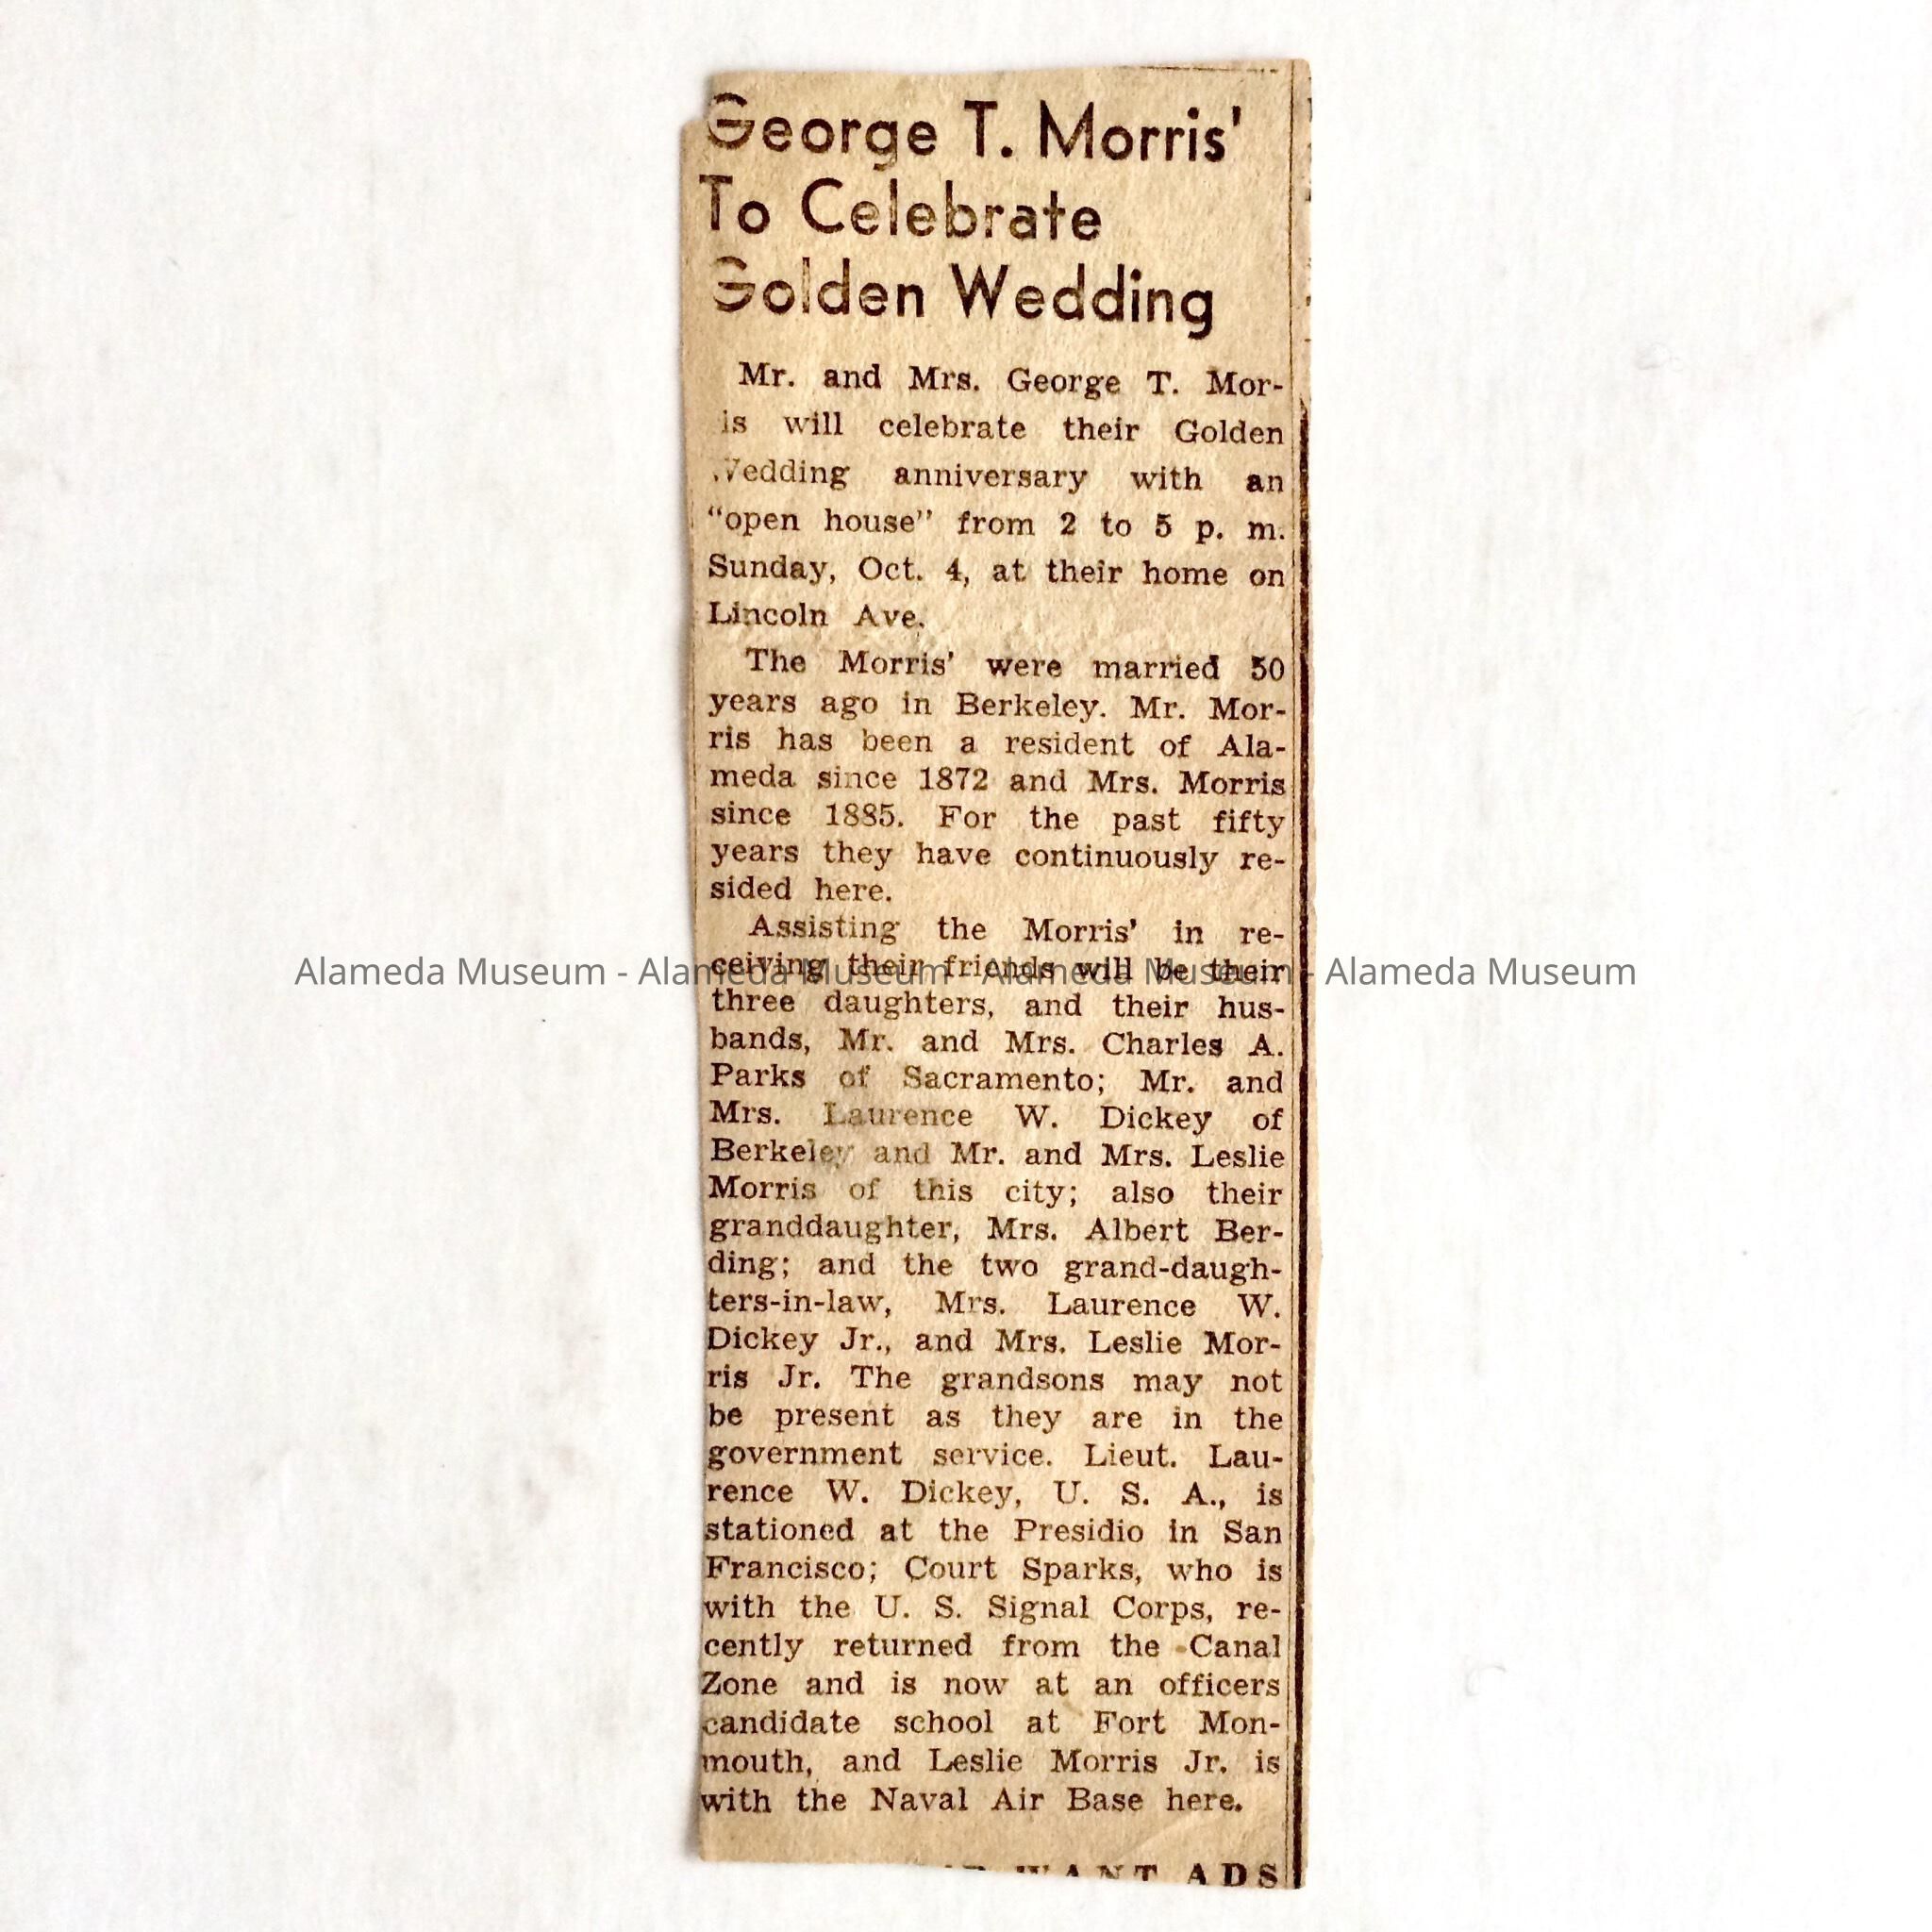 George T. Morris'
To Celebrate
Golden Wedding
Mr. and Mrs. George T. Mor-
is will celebrate their Golden
Wedding anniversary with an
“open house” from 2 to 5 p. m.
Sunday, Oct. 4, at their home on
Lincoln Ave.
The Morris' were married 50
years ago in Berkeley. Mr. Mor-
ris has been a resident of Ala-
meda since 1872 and Mrs. Morris
since 1885. For the past fifty
years they have continuously re-
sided here.
Assisting the Morris' in re-
ceiving their friends will be their
Alameda Museum - Alameda Museum - Alameda Museum - Alameda Museum
three daughters, and their hus-
bands, Mr. and Mrs. Charles A.
Parks of Sacramento; Mr. and
Mrs. Laurence W. Dickey of
Berkeley and Mr. and Mrs. Leslie
Morris of this city; also their
granddaughter, Mrs. Albert Ber-
ding; and the two grand-daugh-
ters-in-law, Mrs. Laurence W.
Dickey Jr., and Mrs. Leslie Mor-
ris Jr. The grandsons may not
be present as they are in the
government service. Lieut. Lau-
rence W. Dickey, U. S. A., is
stationed at the Presidio in San
Francisco; Court Sparks, who is
with the U. S. Signal Corps, re-
cently returned from the Canal
Zone and is now at an officers
candidate school at Fort Mon-
mouth, and Leslie Morris Jr. is
with the Naval Air Base here.
WANT ADS